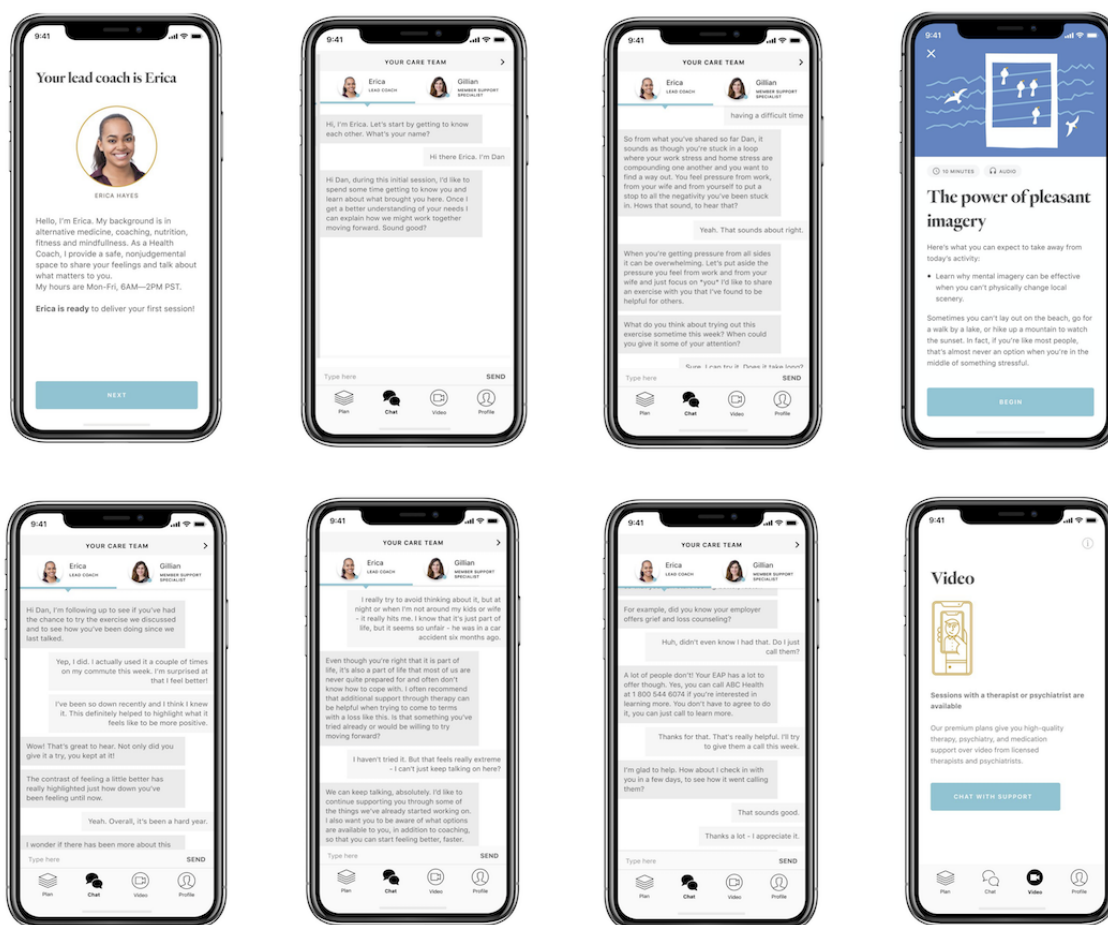 9:41
Your lead coach is Erica
ERICA HAYES
Hello, I'm Erica. My background is in
alternative medicine, coaching, nutrition,
fitness and mindfullness. As a Health
Coach, I provide a safe, nonjudgemental
space to share your feelings and talk about
what matters to you.
My hours are Mon-Fri, 6AM—2PM PST.
Erica is ready to deliver your first session!
NEXT
9:41
YOUR CARE TEAM
Erica
LEAD COACH
Gillian
MEMBER SUPPORT
SPECIALIST
Hi, I'm Erica. Let's start by getting to know
each other. What's your name?
Hi there Erica. I'm Dan
Hi Dan, during this initial session, I'd like to
spend some time getting to know you and
learn about what brought you here. Once I
get a better understanding of your needs I
can explain how we might work together
moving forward. Sound good?
Type here
SEND
Plan
Chat
Video
Profile
9:41
YOUR CARE TEAM
Erica
LEAD COACH
Gillian
MEMBER SUPPORT
SPECIALIST
having a difficult time
So from what you've shared so far Dan, it
sounds as though you're stuck in a loop
where your work stress and home stress are
compounding one another and you want to
find a way out. You feel pressure from work,
from your wife and from yourself to put a
stop to all the negativity you've been stuck
in. Hows that sound, to hear that?
Yeah. That sounds about right.
When you're getting pressure from all sides
it can be overwhelming. Let's put aside the
pressure you feel from work and from your
wife and just focus on *you* I'd like to share
an exercise with you that I've found to be
helpful for others.
What do you think about trying out this
exercise sometime this week? When could
you give it some of your attention?
Sure, I can try it. Does it take long?
Type here
SEND
Plan
Chat
Video
Profile
9:41
10 MINUTES
AUDIO
The power of pleasant
imagery
Here's what you can expect to take away from
today's activity:
• Learn why mental imagery can be effective
when you can't physically change local
scenery.
Sometimes you can't lay out on the beach, go for
a walk by a lake, or hike up a mountain to watch
the sunset. In fact, if you're like most people,
that's almost never an option when you're in the
middle of something stressful.
BEGIN
9:41
YOUR CARE TEAM
Erica
LEAD COACH
Gillian
MEMBER SUPPORT
SPECIALIST
Hi Dan, I'm following up to see if you've had
the chance to try the exercise we discussed
and to see how you've been doing since we
last talked.
Yep, I did. I actually used it a couple of times
on my commute this week. I'm surprised at
that I feel better!
I've been so down recently and I think I knew
it. This definitely helped to highlight what it
feels like to be more positive.
Wow! That's great to hear. Not only did you
give it a try, you kept at it!
The contrast of feeling a little better has
really highlighted just how down you've
been feeling until now.
Yeah. Overall, it's been a hard year.
I wonder if there has been more about this
Type here
SEND
Plan
Chat
Video
Profile
9:41
YOUR CARE TEAM
Erica
LEAD COACH
Gillian
MEMBER SUPPORT
SPECIALIST
I really try to avoid thinking about it, but at
night or when I'm not around my kids or wife
- it really hits me. I know that it's just part of
life, but it seems so unfair - he was in a car
accident six months ago.
Even though you're right that it is part of
life, it's also a part of life that most of us are
never quite prepared for and often don't
know how to cope with. I often recommend
that additional support through therapy can
be helpful when trying to come to terms
with a loss like this. Is that something you've
tried already or would be willing to try
moving forward?
I haven't tried it. But that feels really extreme
- I can't just keep talking on here?
We can keep talking, absolutely. I'd like to
continue supporting you through some of
the things we've already started working on.
I also want you to be aware of what options
are available to you, in addition to coaching,
so that you can start feeling better, faster.
Type here
SEND
Plan
Chat
Video
Profile
9:41
YOUR CARE TEAM
Erica
LEAD COACH
Gillian
MEMBER SUPPORT
SPECIALIST
For example, did you know your employer
offers grief and loss counseling?
Huh, didn't even know I had that. Do I just
call them?
A lot of people don't! Your EAP has a lot to
offer though. Yes, you can call ABC Health
at 1 800 544 6074 if you're interested in
learning more. You don't have to agree to do
it, you can just call to learn more.
Thanks for that. That's really helpful. I'll try
to give them a call this week.
I'm glad to help. How about I check in with
you in a few days, to see how it went calling
them?
That sounds good.
Thanks a lot - I appreciate it.
Type here
SEND
Plan
Chat
Video
Profile
9:41
Video
Sessions with a therapist or psychiatrist are
available
Our premium plans give you high-quality
therapy, psychiatry, and medication
support over video from licensed
therapists and psychiatrists.
CHAT WITH SUPPORT
Plan
Chat
Video
Profile